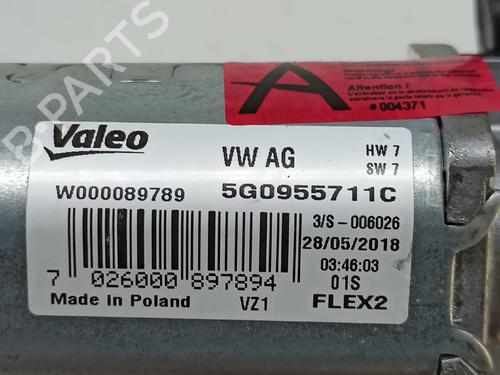 A
Attention !
# 004371
B-PARTS
Valeo
VW AG
HW 7
SW 7
W000089789
5G0955711C
3/S-006026
28/05/2018
03:46:03
7 026000 897894
01S
Made in Poland
VZ1
FLEX2